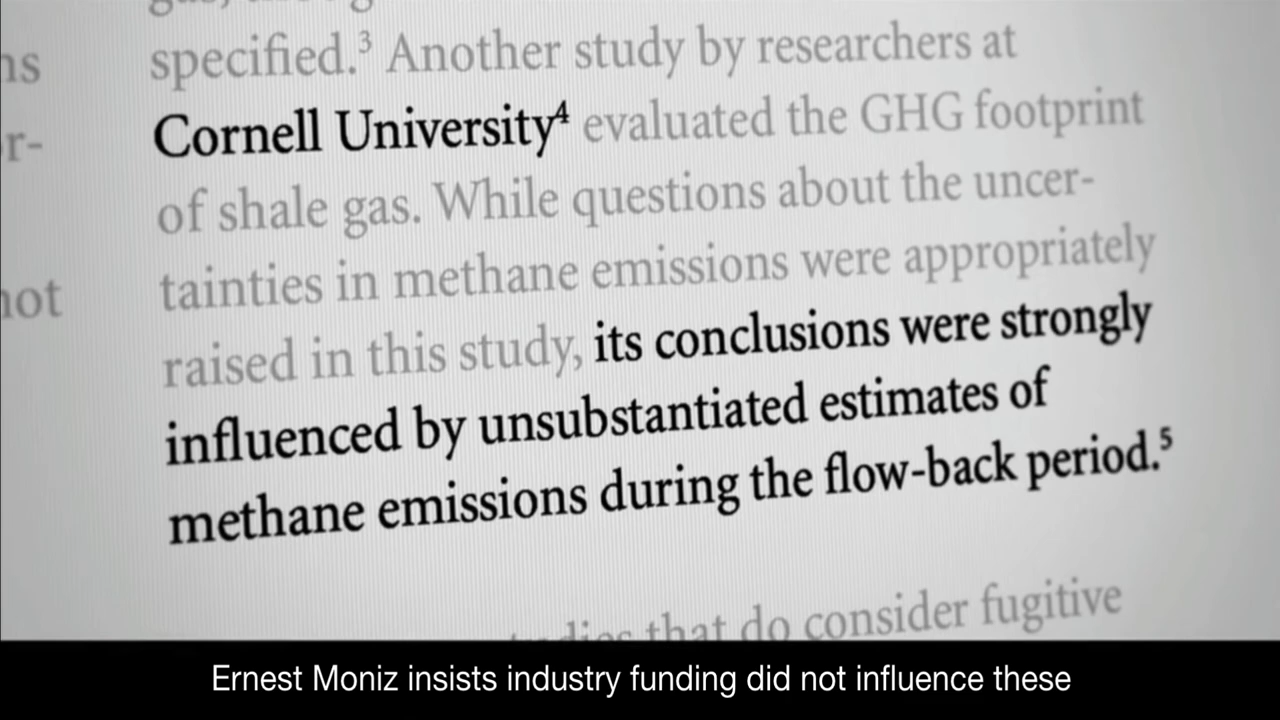 specified.³ Another study by researchers at
ns
Cornell University⁴ evaluated the GHG footprint
or-
of shale gas. While questions about the uncer-
tainties in methane emissions were appropriately
not
raised in this study, its conclusions were strongly
influenced by unsubstantiated estimates of
methane emissions during the flow-back period.⁵
that do consider fugitive
Ernest Moniz insists industry funding did not influence these